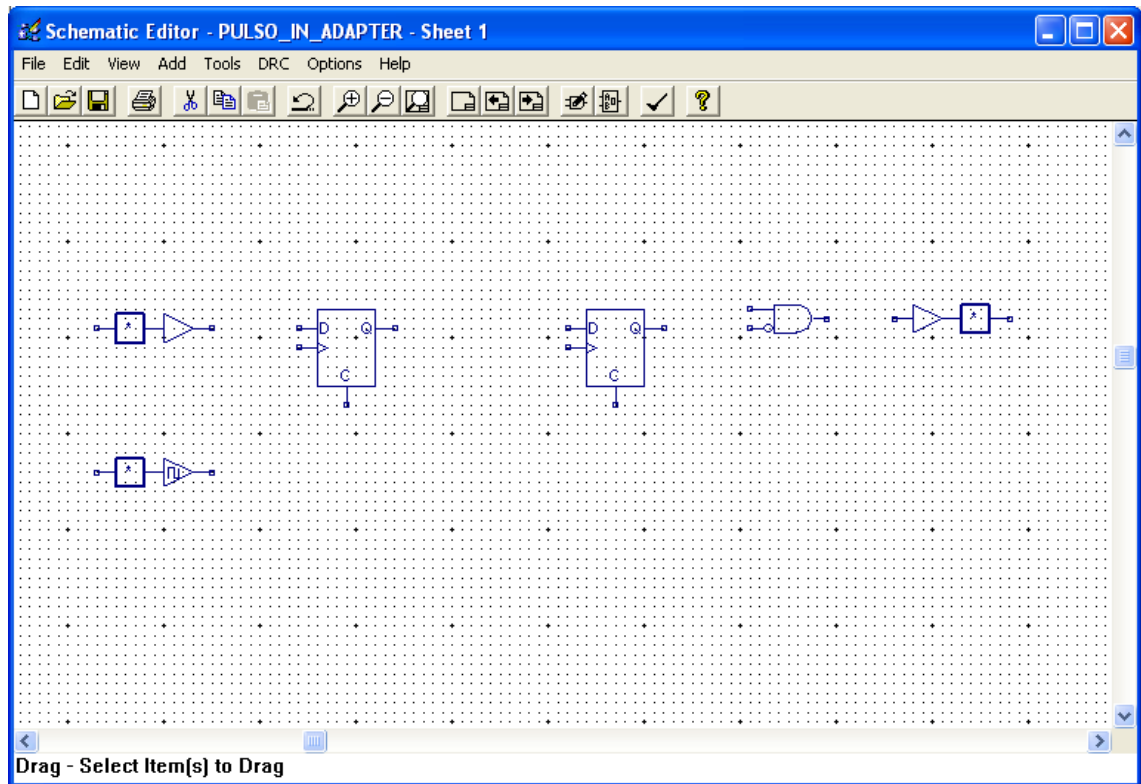 Schematic Editor - PULSO_IN_ADAPTER - Sheet 1
File Edit View Add Tools DRC Options Help
D Q
C
D Q
C
Drag - Select Item(s) to Drag